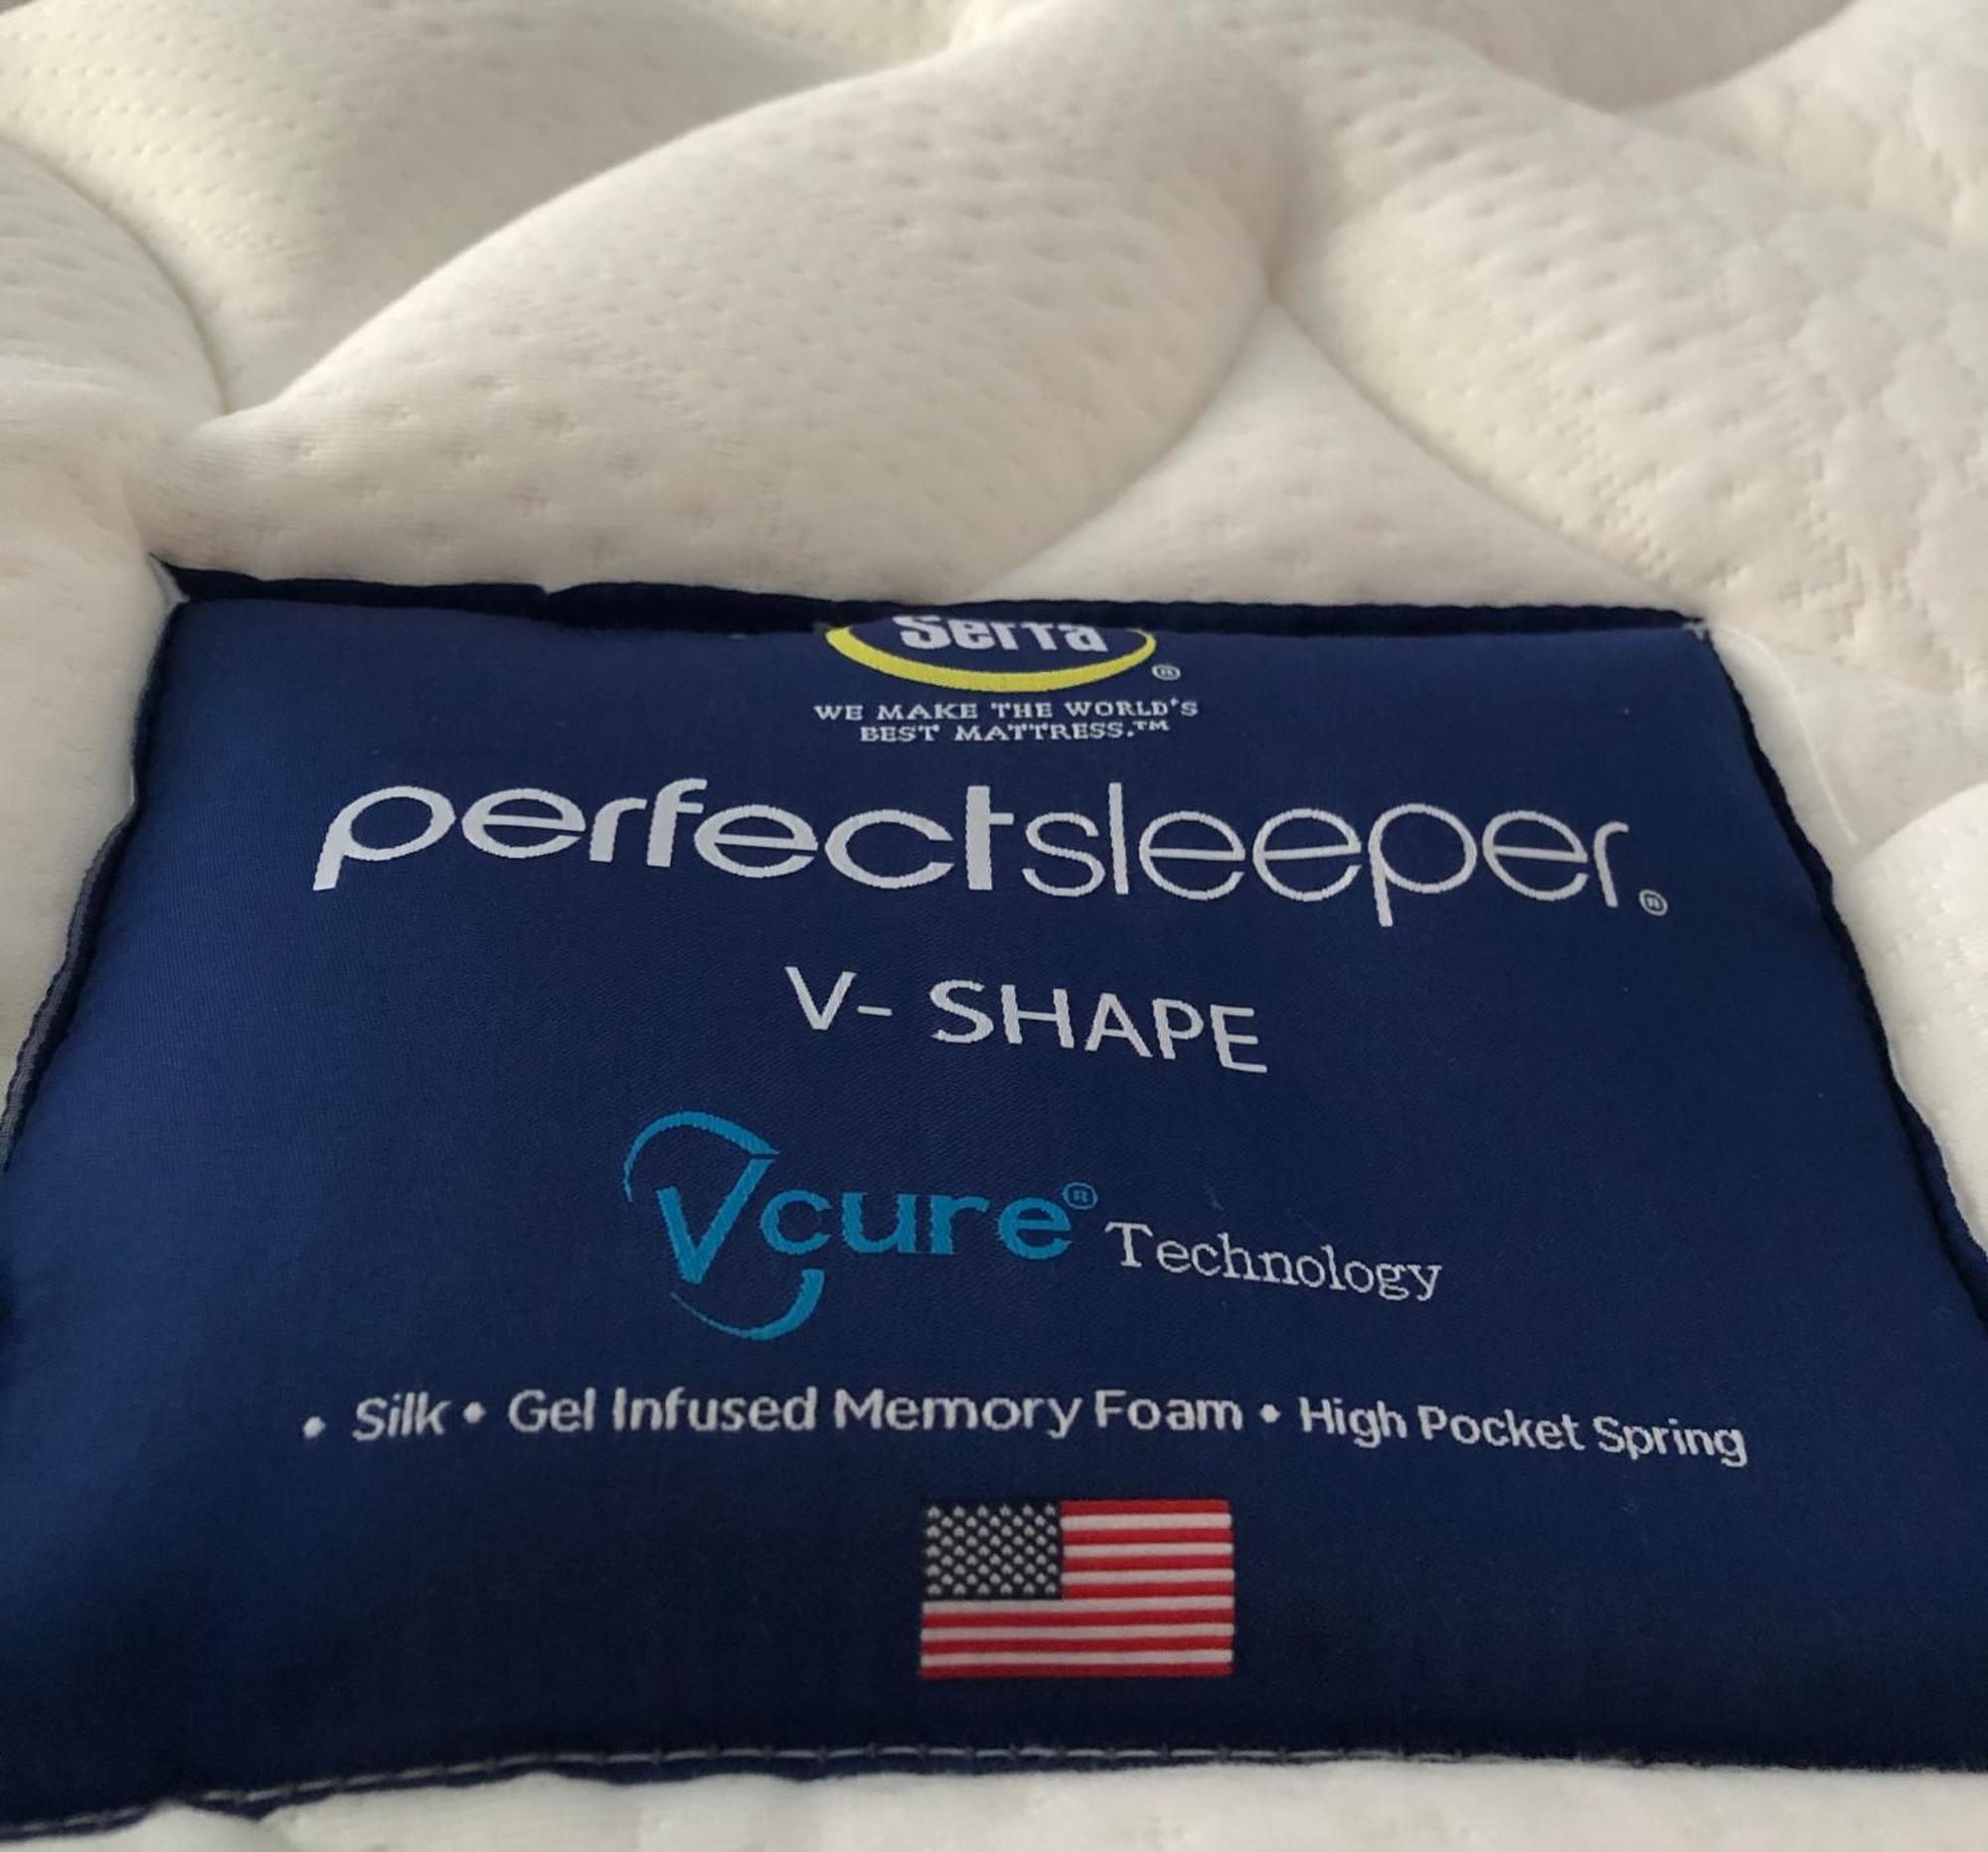 Serta
®
WE MAKE THE WORLD'S
BEST MATTRESS.™
perfectsleeper®
V- SHAPE
Vcure® Technology
• Silk • Gel Infused Memory Foam • High Pocket Spring